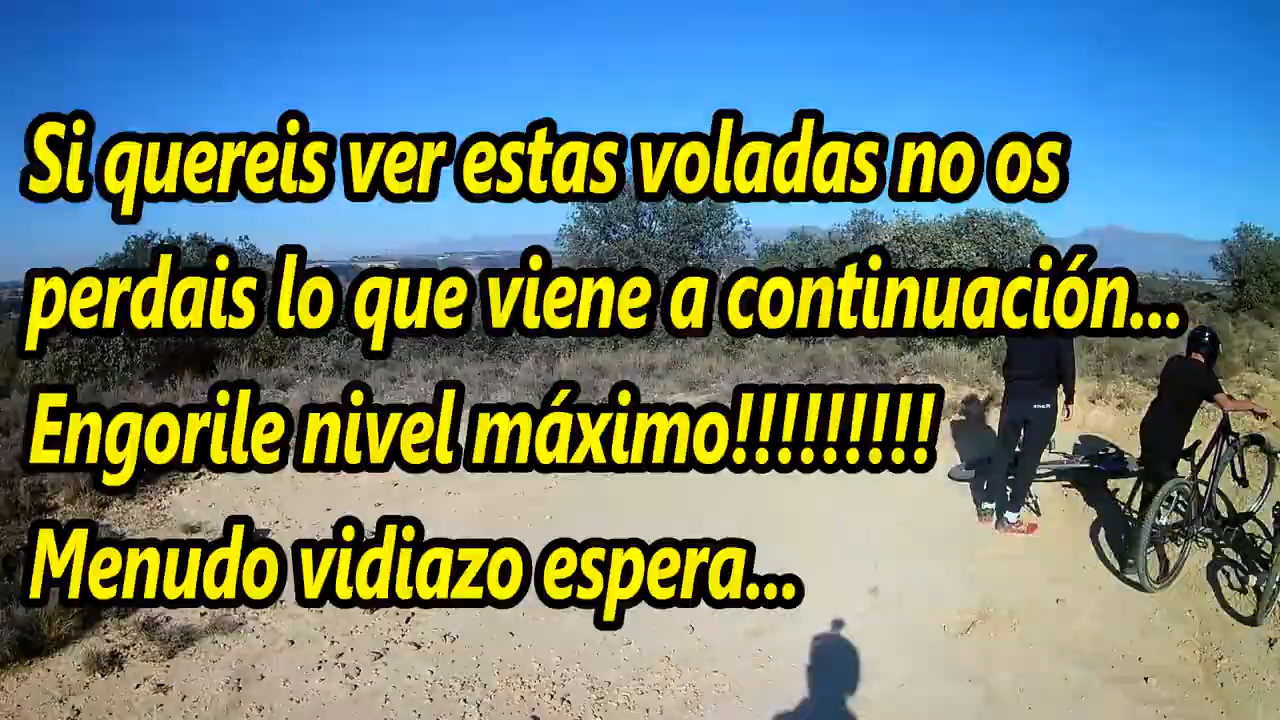 Si quereis ver estas voladas no os
perdais lo que viene a continuación...
Engorile nivel máximo!!!!!!!!!
Menudo vidiazo espera...